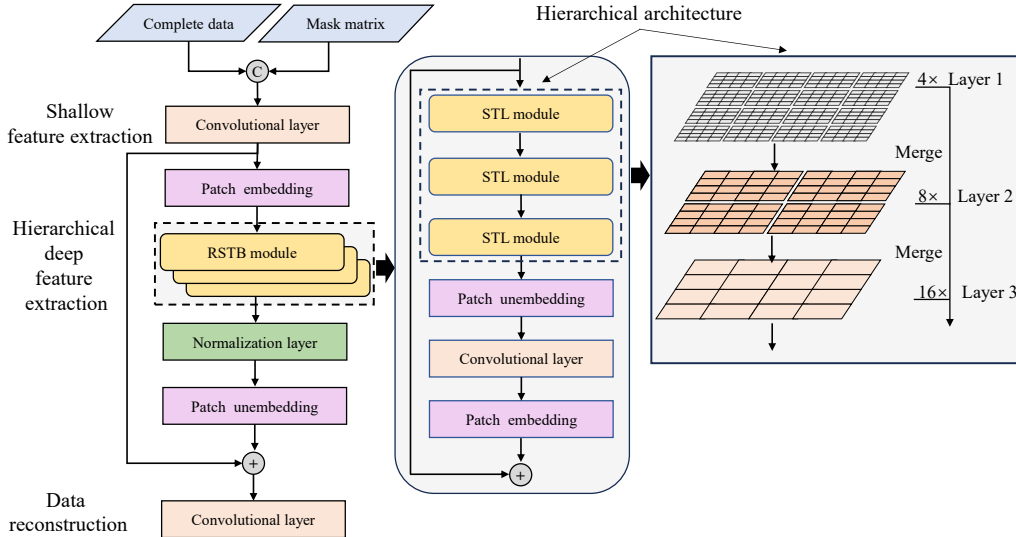 Complete data
Mask matrix
C
Shallow
feature extraction
Convolutional layer
Patch embedding
Hierarchical
deep
feature
extraction
RSTB module
Normalization layer
Patch unembedding
+
Data
reconstruction
Convolutional layer
Hierarchical architecture
STL module
STL module
STL module
Patch unembedding
Convolutional layer
Patch embedding
+
4× Layer 1
Merge
8× Layer 2
Merge
16× Layer 3